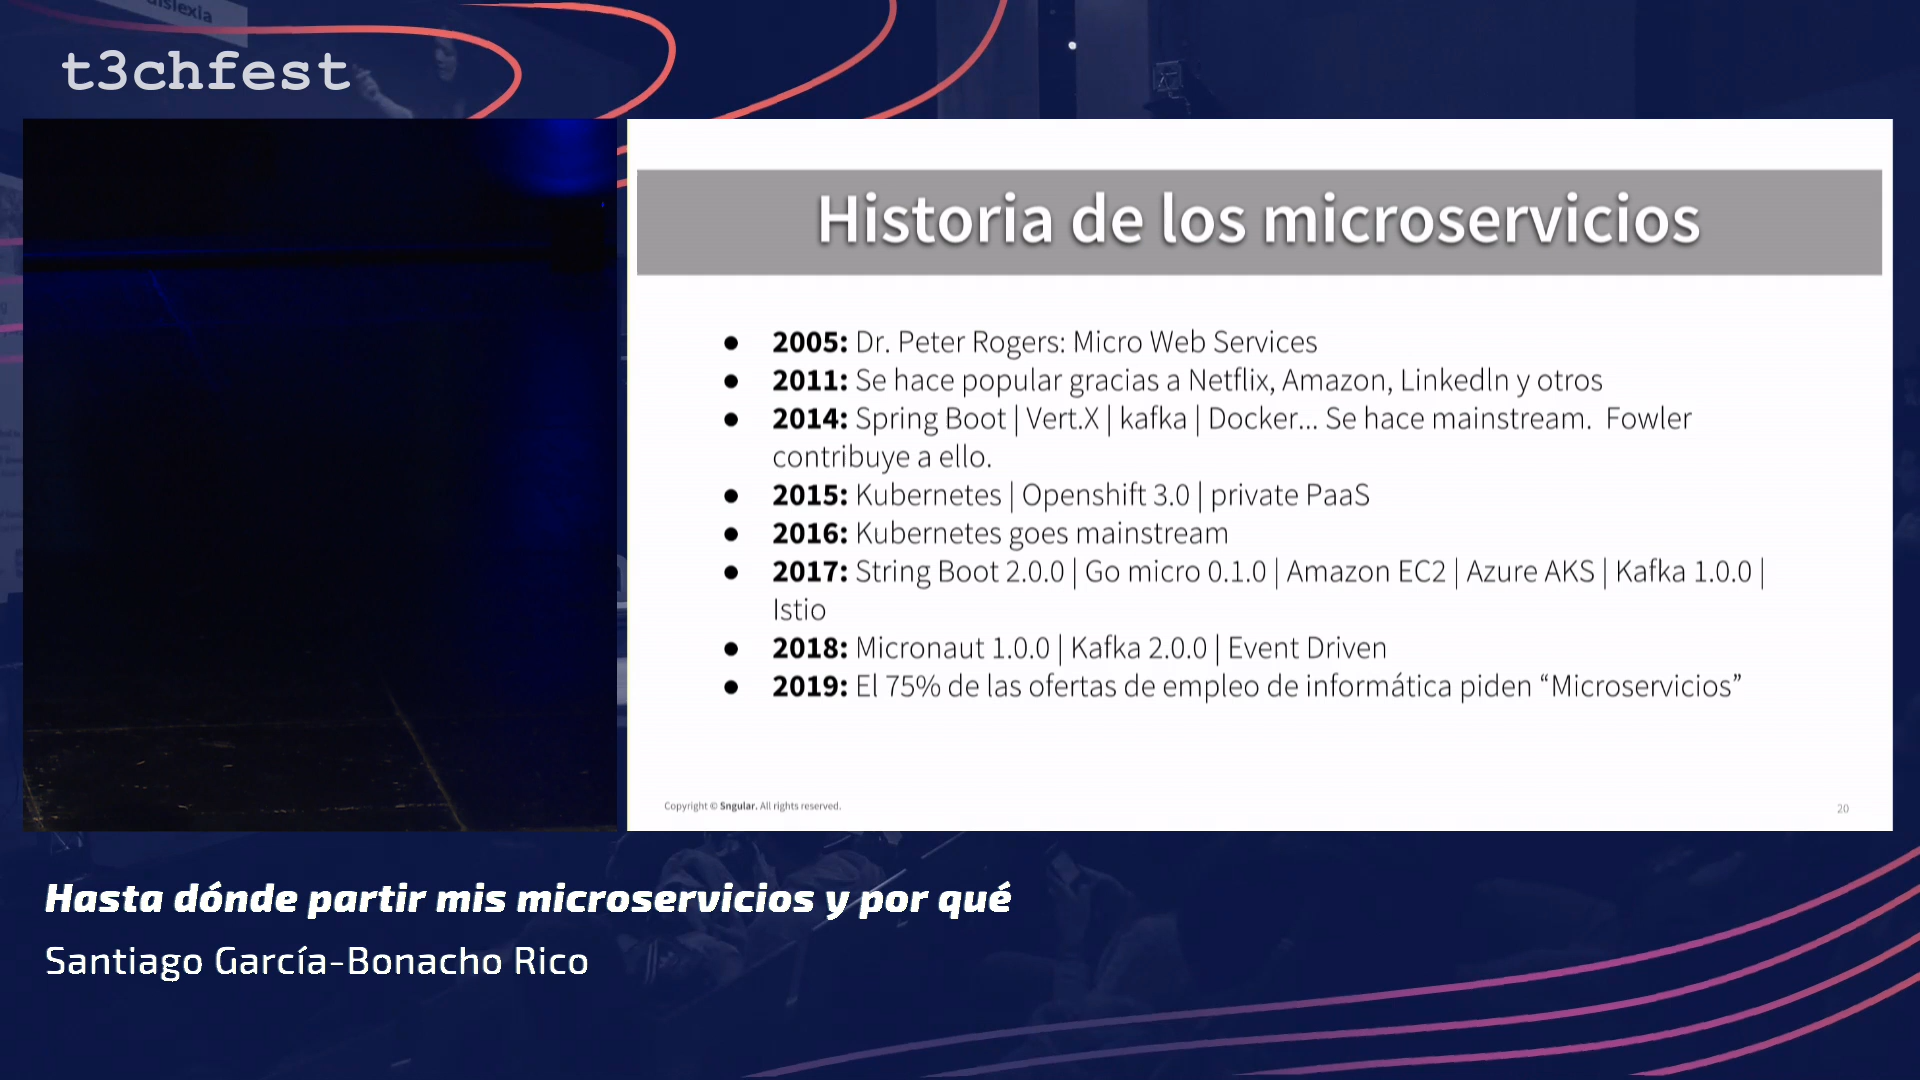 dislexia
t3chfest
Historia de los microservicios
● 2005: Dr. Peter Rogers: Micro Web Services
● 2011: Se hace popular gracias a Netflix, Amazon, LinkedIn y otros
● 2014: Spring Boot | Vert.X | kafka | Docker... Se hace mainstream. Fowler
contribuye a ello.
● 2015: Kubernetes | Openshift 3.0 | private PaaS
● 2016: Kubernetes goes mainstream
● 2017: String Boot 2.0.0 | Go micro 0.1.0 | Amazon EC2 | Azure AKS | Kafka 1.0.0 |
Istio
● 2018: Micronaut 1.0.0 | Kafka 2.0.0 | Event Driven
● 2019: El 75% de las ofertas de empleo de informática piden “Microservicios”
Copyright © Sngular. All rights reserved.
20
Hasta dónde partir mis microservicios y por qué
Santiago García-Bonacho Rico